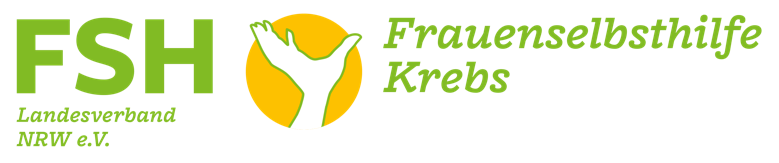 FSH
Landesverband
NRW e.V.
Frauenselbsthilfe
Krebs